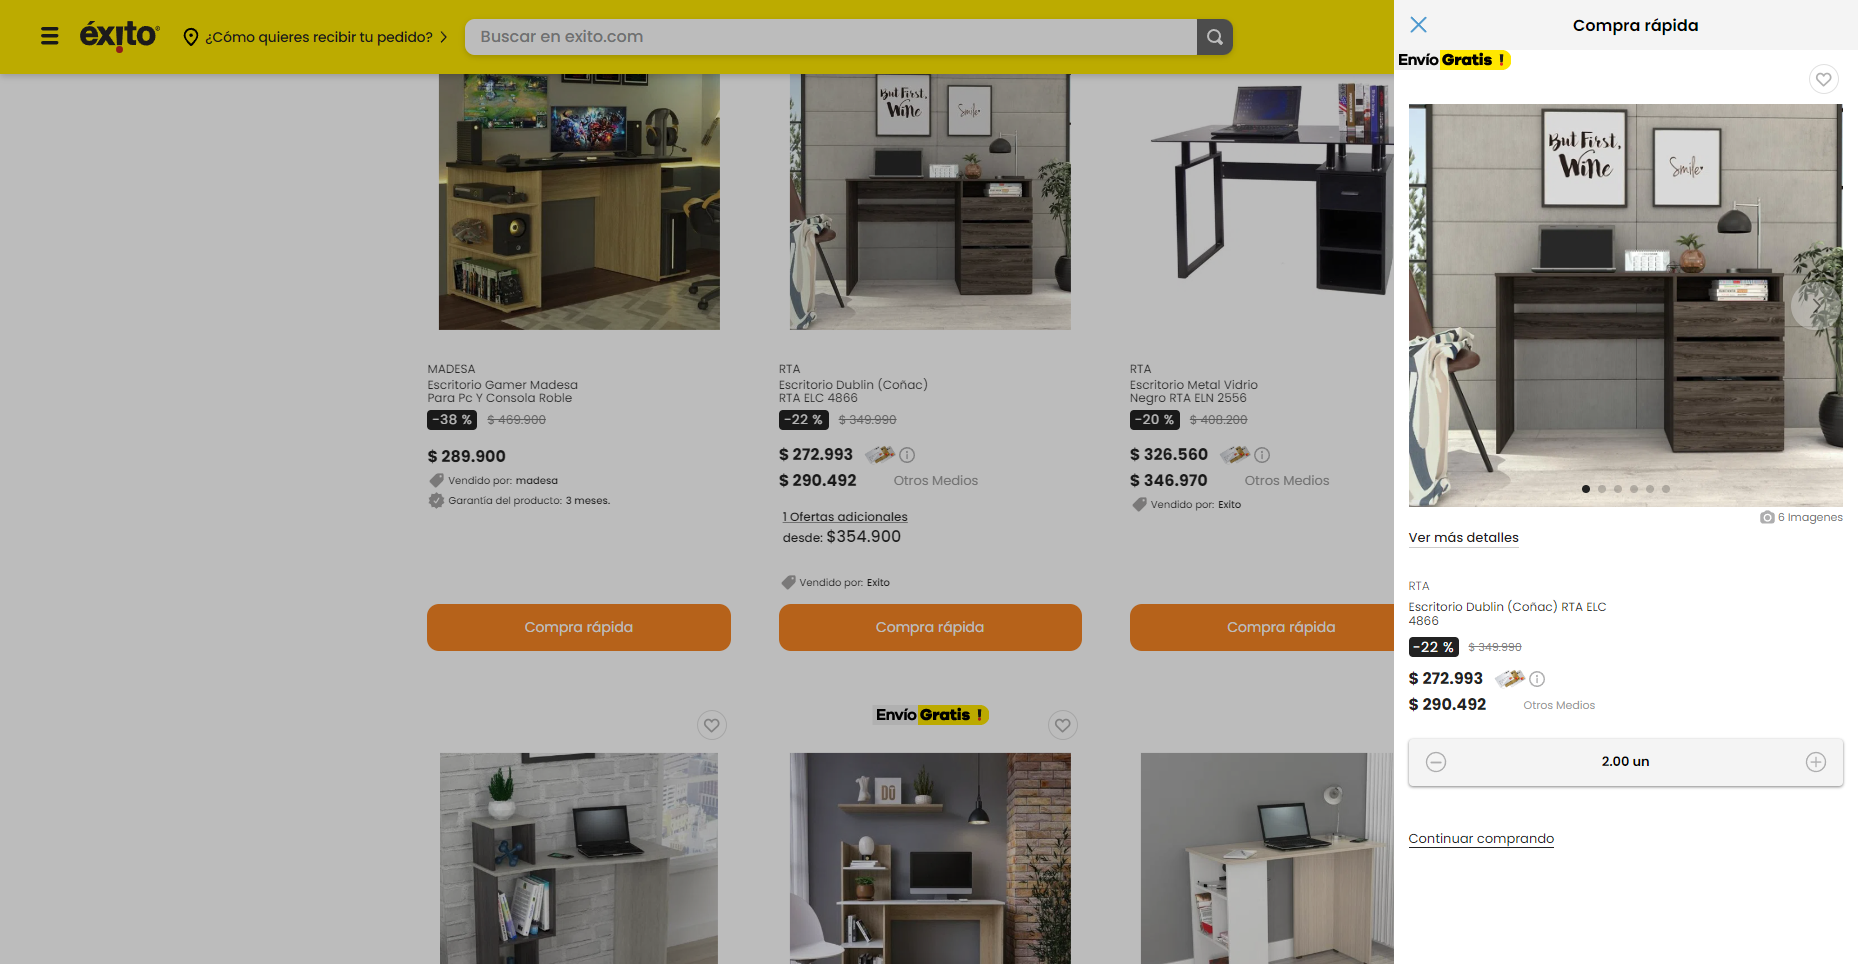 éxito
¿Cómo quieres recibir tu pedido?
Buscar en exito.com
But First,
Wine
Smile
MADESA
Escritorio Gamer Madesa
Para Pc Y Consola Roble
-38 % $ 469.900
$ 289.900
Vendido por: madesa
Garantía del producto: 3 meses.
RTA
Escritorio Dublin (Coñac)
RTA ELC 4866
-22 % $ 349.990
$ 272.993
$ 290.492 Otros Medios
1 Ofertas adicionales
desde: $354.900
Vendido por: Exito
RTA
Escritorio Metal Vidrio
Negro RTA ELN 2556
-20 % $ 408.200
$ 326.560
$ 346.970 Otros Medios
Vendido por: Exito
Compra rápida
Compra rápida
Compra rápida
Envío Gratis !
Compra rápida
Envío Gratis !
But First,
Wine
Smile
6 Imagenes
Ver más detalles
RTA
Escritorio Dublin (Coñac) RTA ELC
4866
-22 % $ 349.990
$ 272.993
$ 290.492 Otros Medios
2.00 un
Continuar comprando